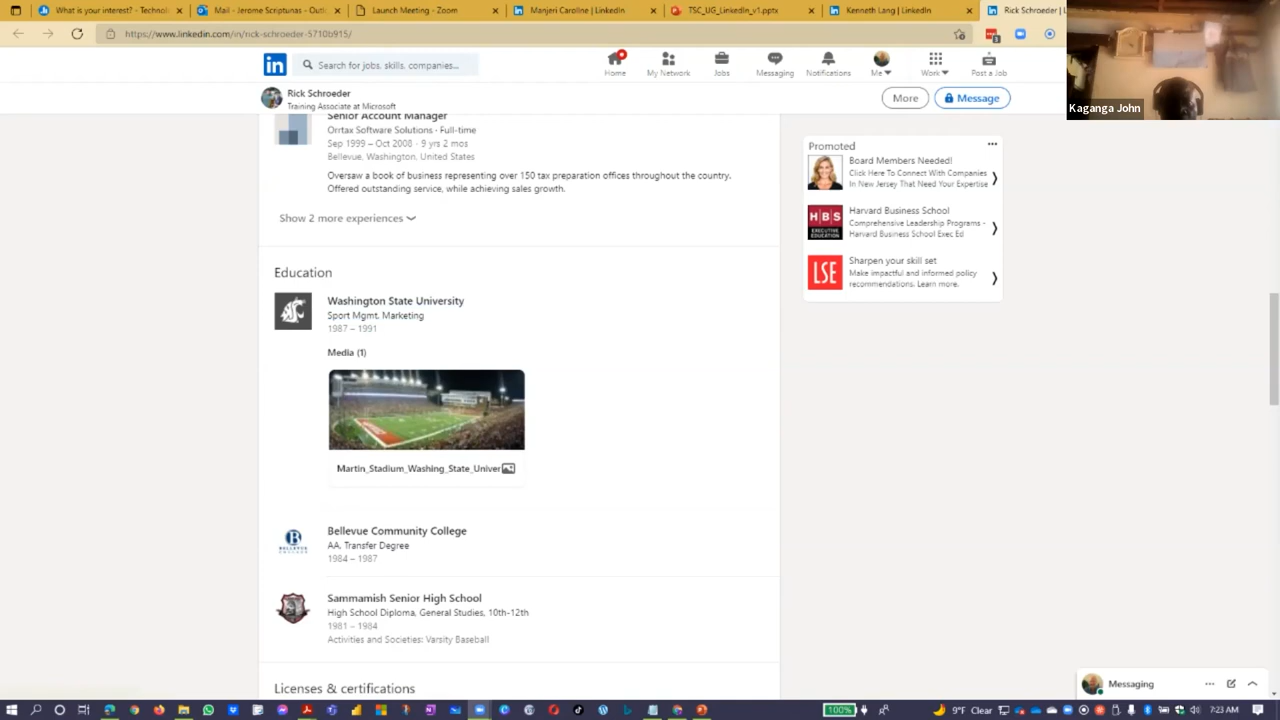 What is your interest? - Technol
Mail - Jerome Scripturas - Outl
Launch Meeting - Zoom
Manjeri Caroline | LinkedIn
TSC_UG_LinkedIn_v1.pptx
Kenneth Lang | LinkedIn
Rick Schroeder | L
https://www.linkedin.com/in/rick-schroeder-5710b915/
in
Search for jobs, skills, companies...
Home
My Network
Jobs
Messaging
Notifications
Me
Work
Post a Job
Rick Schroeder
Training Associate at Microsoft
More
Message
Kaganga John
Senior Account Manager
Orrtax Software Solutions · Full-time
Sep 1999 – Oct 2008 · 9 yrs 2 mos
Bellevue, Washington, United States
Oversaw a book of business representing over 150 tax preparation offices throughout the country.
Offered outstanding service, while achieving sales growth.
Show 2 more experiences
Promoted
Board Members Needed!
Click Here To Connect With Companies
In New Jersey That Need Your Expertise
HBS
EXECUTIVE
EDUCATION
Harvard Business School
Comprehensive Leadership Programs -
Harvard Business School Exec Ed
LSE
Sharpen your skill set
Make impactful and informed policy
recommendations. Learn more.
Education
Washington State University
Sport Mgmt, Marketing
1987 – 1991
Media (1)
Martin_Stadium_Washing_State_Univer
B
BELLEVUE
COLLEGE
Bellevue Community College
AA, Transfer Degree
1984 – 1987
Sammamish Senior High School
High School Diploma, General Studies, 10th-12th
1981 – 1984
Activities and Societies: Varsity Baseball
Licenses & certifications
Messaging
100%
9°F Clear
7:23 AM